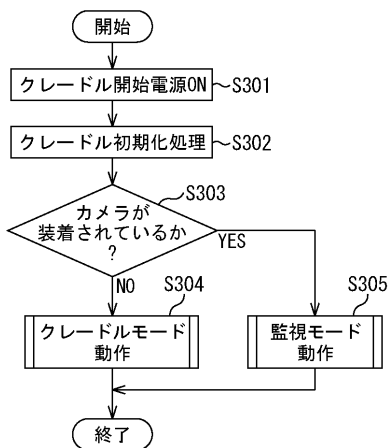 開始
クレードル開始電源ON
S301
クレードル初期化処理
S302
S303
カメラが
装着されているか
?
YES
NO
S304
クレードルモード
動作
S305
監視モード
動作
終了